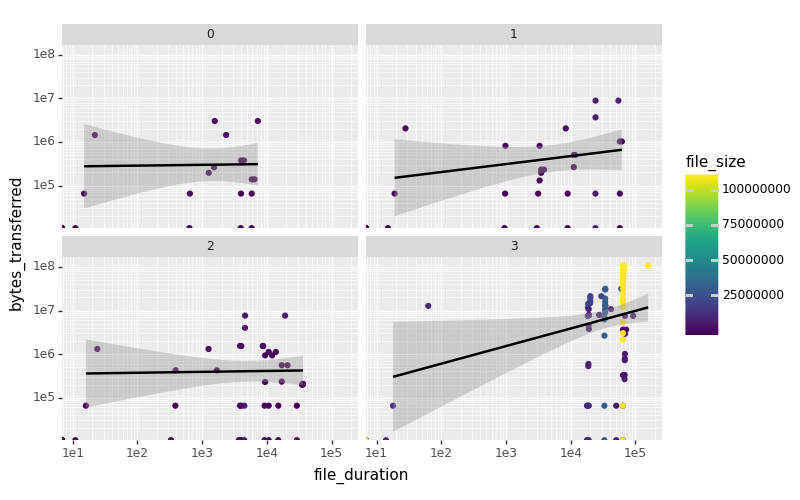 0
1
1e8
1e7
1e6
1e5
file_size
100000000
75000000
50000000
25000000
bytes_transferred
2
3
1e8
1e7
1e6
1e5
1e1
1e2
1e3
1e4
1e5
1e1
1e2
1e3
1e4
1e5
file_duration